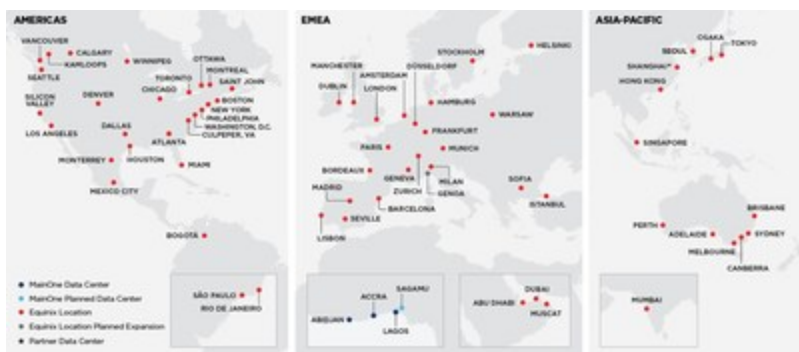 AMERICAS
VANCOUVER
CALGARY
KAMLOOPS
SEATTLE
WINNIPEG
OTTAWA
MONTREAL
TORONTO
SAINT JOHN
CHICAGO
DENVER
SILICON
VALLEY
BOSTON
NEW YORK
PHILADELPHIA
WASHINGTON, D.C.
CULPEPER, VA
LOS ANGELES
DALLAS
ATLANTA
HOUSTON
MONTERREY
MIAMI
MEXICO CITY
BOGOTÁ
SÃO PAULO
RIO DE JANEIRO
MainOne Data Center
MainOne Planned Data Center
Equinix Location
Equinix Location Planned Expansion
Partner Data Center
EMEA
HELSINKI
STOCKHOLM
MANCHESTER
DÜSSELDORF
AMSTERDAM
DUBLIN
LONDON
HAMBURG
WARSAW
FRANKFURT
PARIS
MUNICH
BORDEAUX
GENEVA
MILAN
ZURICH
GENOA
MADRID
SOFIA
ISTANBUL
BARCELONA
SEVILLE
LISBON
SAGAMU
ACCRA
ABIDJAN
LAGOS
DUBAI
ABU DHABI
MUSCAT
ASIA-PACIFIC
OSAKA
TOKYO
SEOUL
SHANGHAI*
HONG KONG
SINGAPORE
BRISBANE
PERTH
ADELAIDE
SYDNEY
MELBOURNE
CANBERRA
MUMBAI